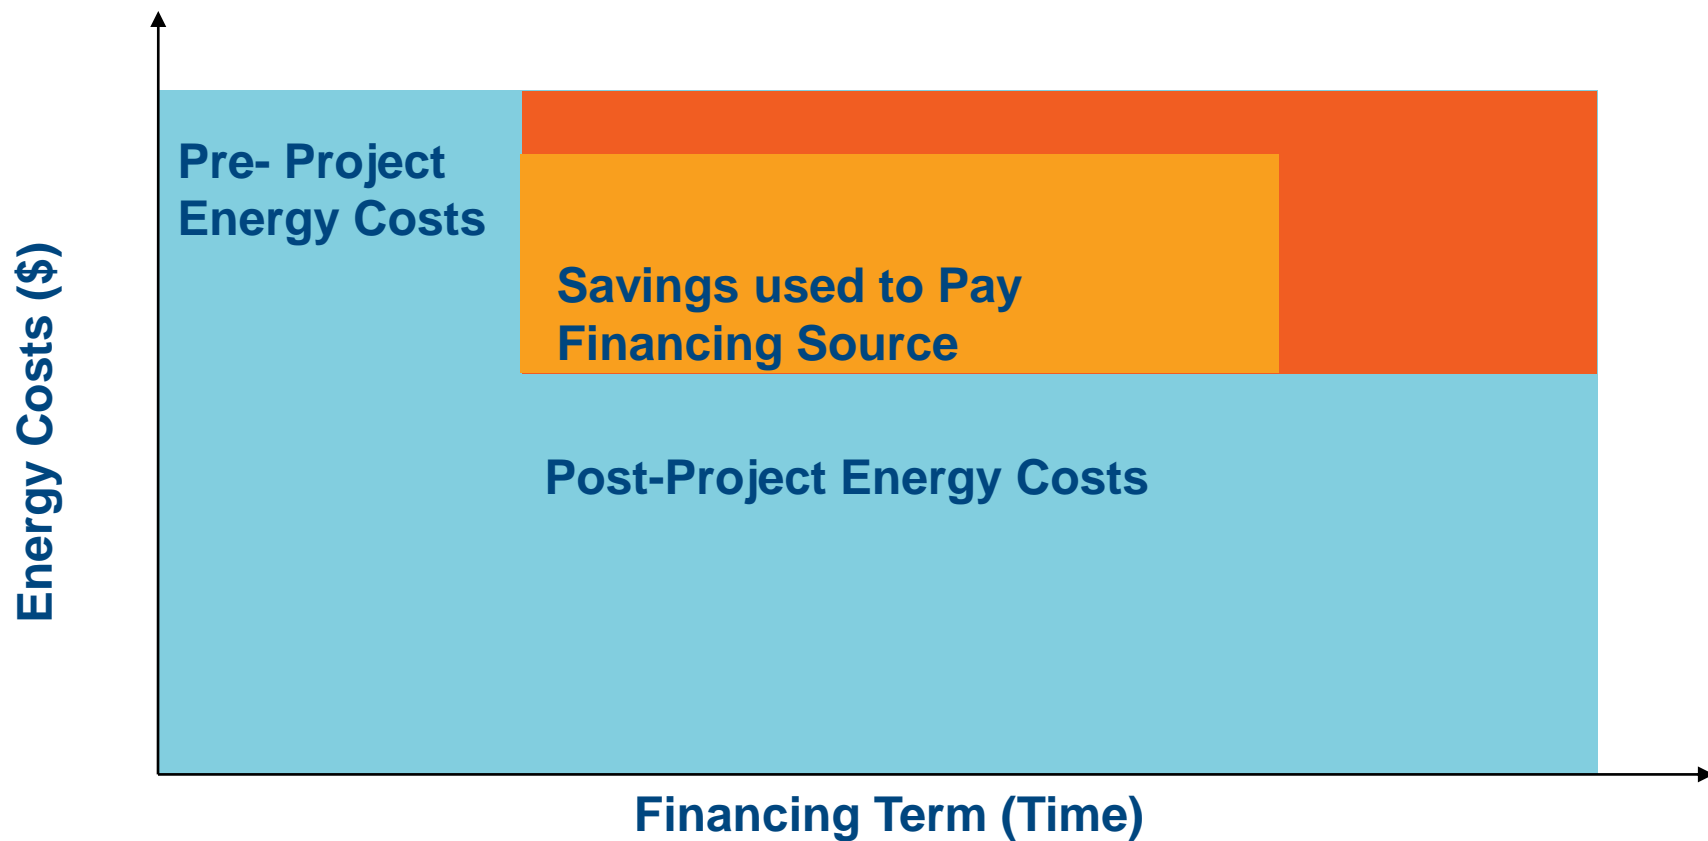 Pre- Project
Energy Costs
Savings used to Pay
Financing Source
Post-Project Energy Costs
Energy Costs ($)
Financing Term (Time)